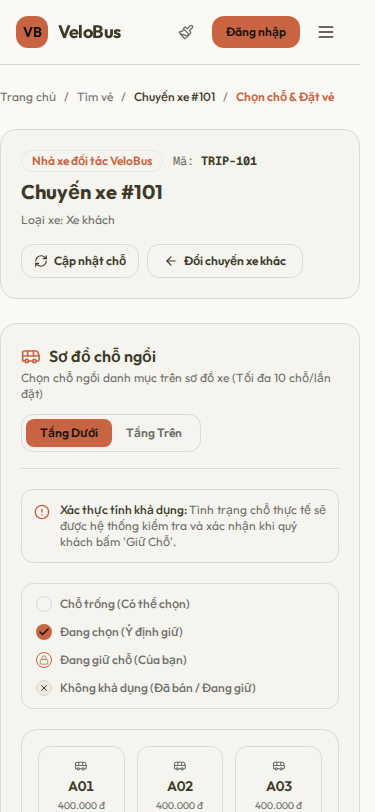 VB VeloBus Đăng nhập
Trang chủ / Tìm vé / Chuyến xe #101 / Chọn chỗ & Đặt vé
Nhà xe đối tác VeloBus Mã: TRIP-101
Chuyến xe #101
Loại xe: Xe khách
Cập nhật chỗ Đổi chuyến xe khác
Sơ đồ chỗ ngồi
Chọn chỗ ngồi danh mục trên sơ đồ xe (Tối đa 10 chỗ/lần
đặt)
Tầng Dưới Tầng Trên
Xác thực tính khả dụng: Tình trạng chỗ thực tế sẽ
được hệ thống kiểm tra và xác nhận khi quý
khách bấm 'Giữ Chỗ'.
Chỗ trống (Có thể chọn)
Đang chọn (Ý định giữ)
Đang giữ chỗ (Của bạn)
Không khả dụng (Đã bán / Đang giữ)
A01 A02 A03
400.000 đ 400.000 đ 400.000 đ